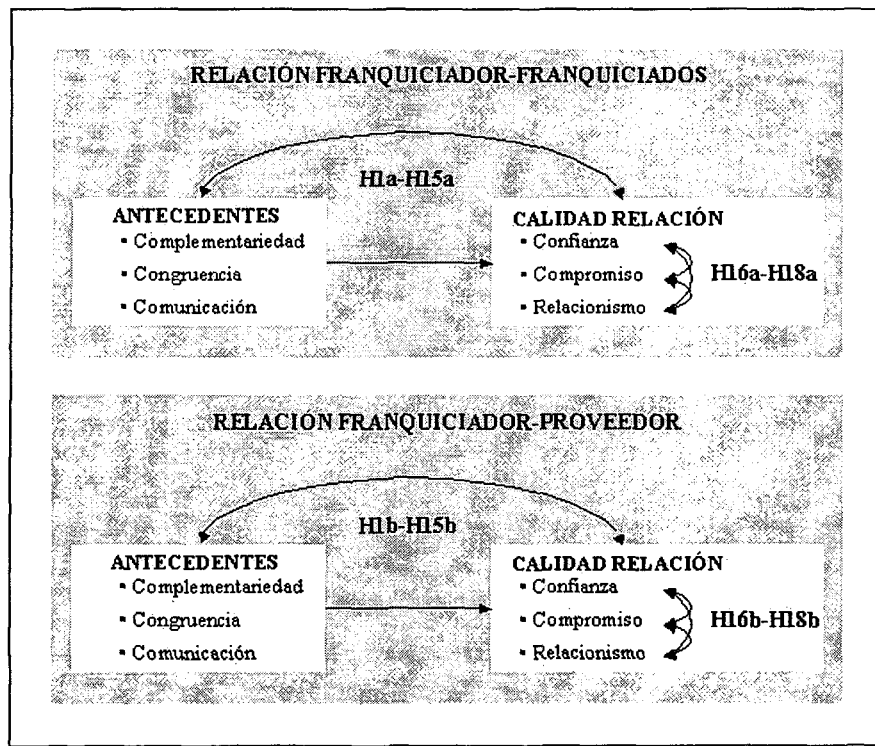 RELACIÓN FRANQUICIADOR-FRANQUICIADOS
H1a-H15a
ANTECEDENTES
▪ Complementariedad
▪ Congruencia
▪ Comunicación
CALIDAD RELACIÓN
▪ Confianza
▪ Compromiso
▪ Relacionismo
H16a-H18a
RELACIÓN FRANQUICIADOR-PROVEEDOR
H1b-H15b
ANTECEDENTES
▪ Complementariedad
▪ Congruencia
▪ Comunicación
CALIDAD RELACIÓN
▪ Confianza
▪ Compromiso
▪ Relacionismo
H16b-H18b